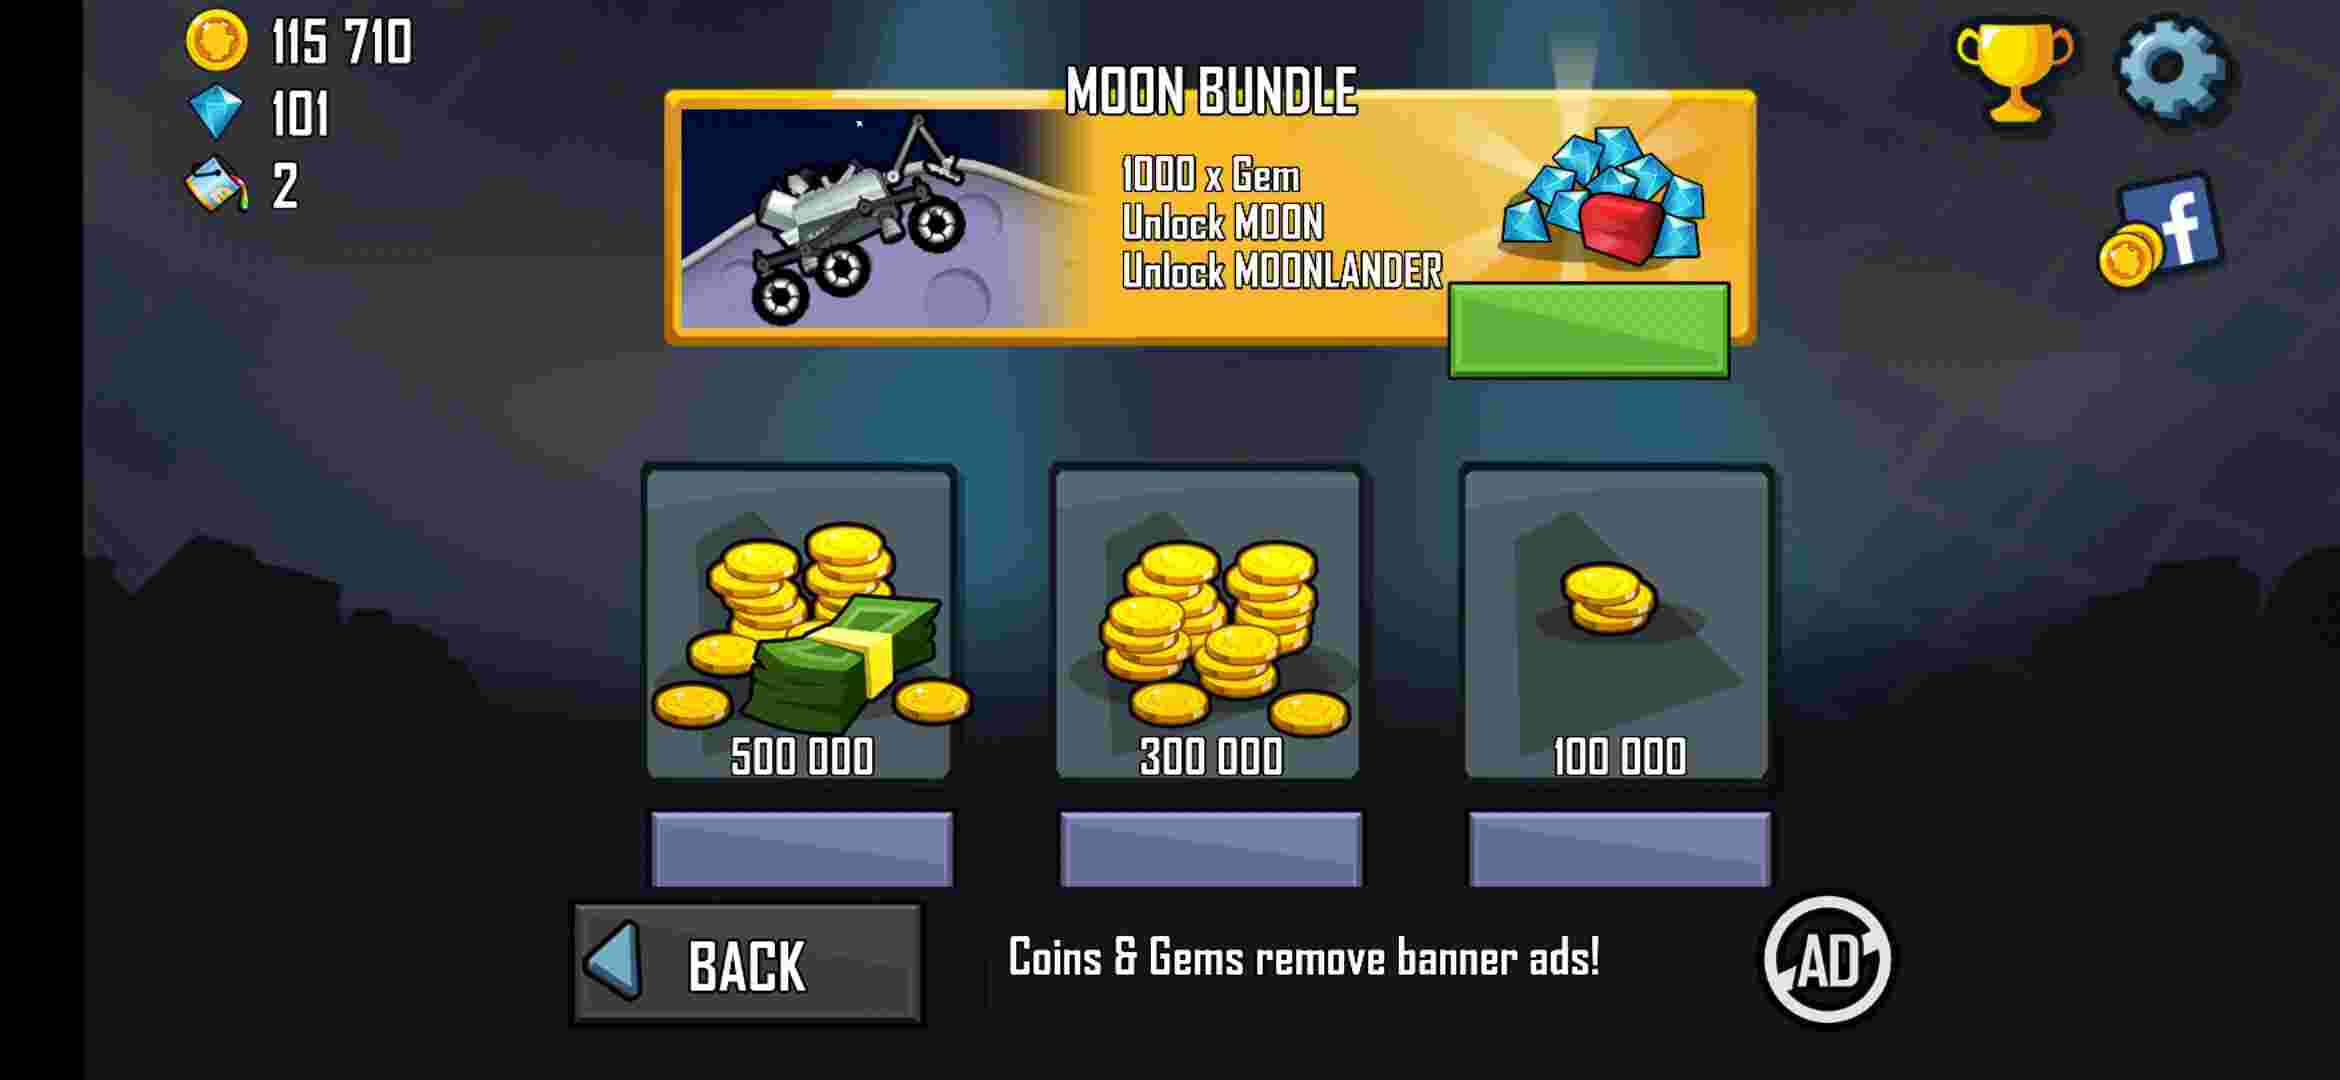 115 710
101
2
MOON BUNDLE
1000 x Gem
Unlock MOON
Unlock MOONLANDER
f
500 000
300 000
100 000
BACK
Coins & Gems remove banner ads!
AD